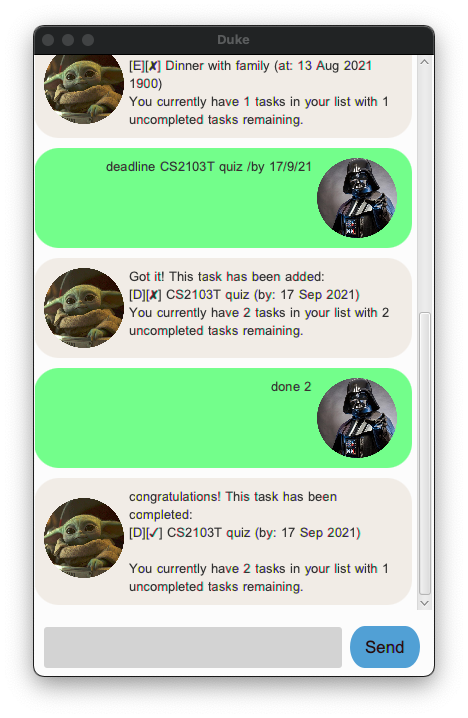 Duke
[E][✘] Dinner with family (at: 13 Aug 2021
1900)
You currently have 1 tasks in your list with 1
uncompleted tasks remaining.
deadline CS2103T quiz /by 17/9/21
Got it! This task has been added:
[D][✘] CS2103T quiz (by: 17 Sep 2021)
You currently have 2 tasks in your list with 2
uncompleted tasks remaining.
done 2
congratulations! This task has been
completed:
[D][✓] CS2103T quiz (by: 17 Sep 2021)
You currently have 2 tasks in your list with 1
uncompleted tasks remaining.
Send